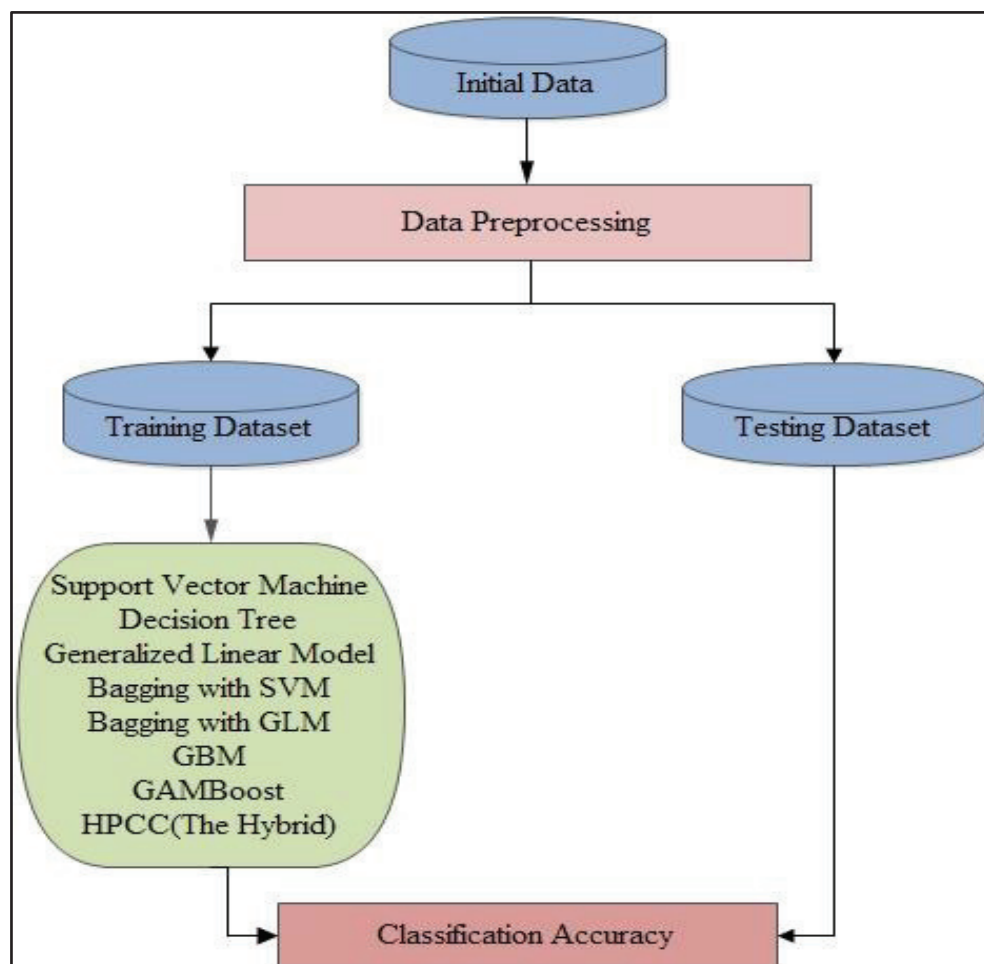 Initial Data
Data Preprocessing
Training Dataset
Testing Dataset
Support Vector Machine
Decision Tree
Generalized Linear Model
Bagging with SVM
Bagging with GLM
GBM
GAMBoost
HPCC(The Hybrid)
Classification Accuracy